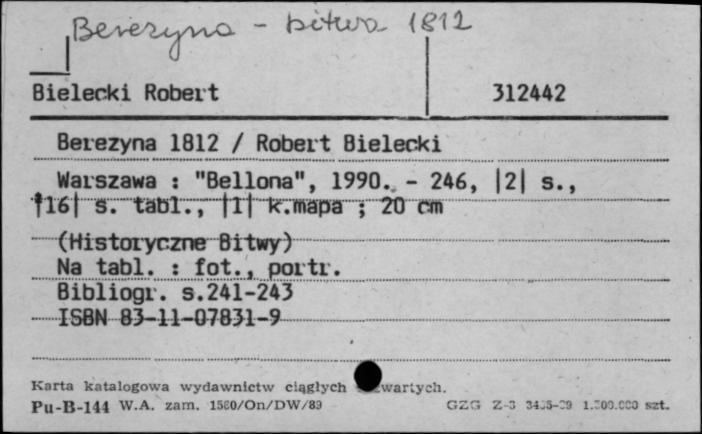 Berezyna - bitwa 1812
Bielecki Robert 312442
Berezyna 1812 / Robert Bielecki
Warszawa : "Bellona", 1990. - 246, |2| s.,
|16| s. tabl., |1| k.mapa ; 20 cm
(Historyczne Bitwy)
Na tabl. : fot., portr.
Bibliogr. s.241-243
ISBN 83-11-07831-9
Karta katalogowa wydawnictw ciągłych
Pu-B-144 W.A. zam. 1580/On/DW/89 GZG Z-3 szt.